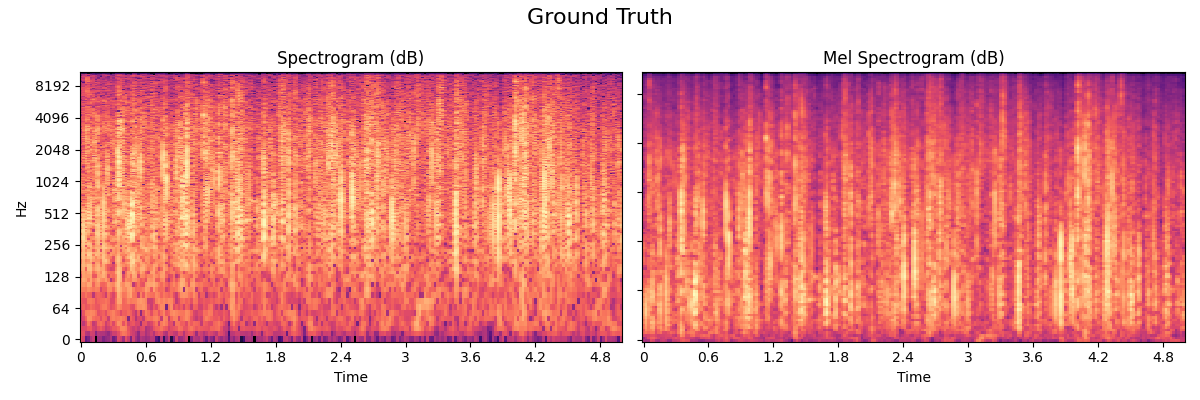 Ground Truth
Spectrogram (dB)
Mel Spectrogram (dB)
8192
4096
2048
1024
512
256
128
64
0
Hz
0 0.6 1.2 1.8 2.4 3 3.6 4.2 4.8
Time
0 0.6 1.2 1.8 2.4 3 3.6 4.2 4.8
Time